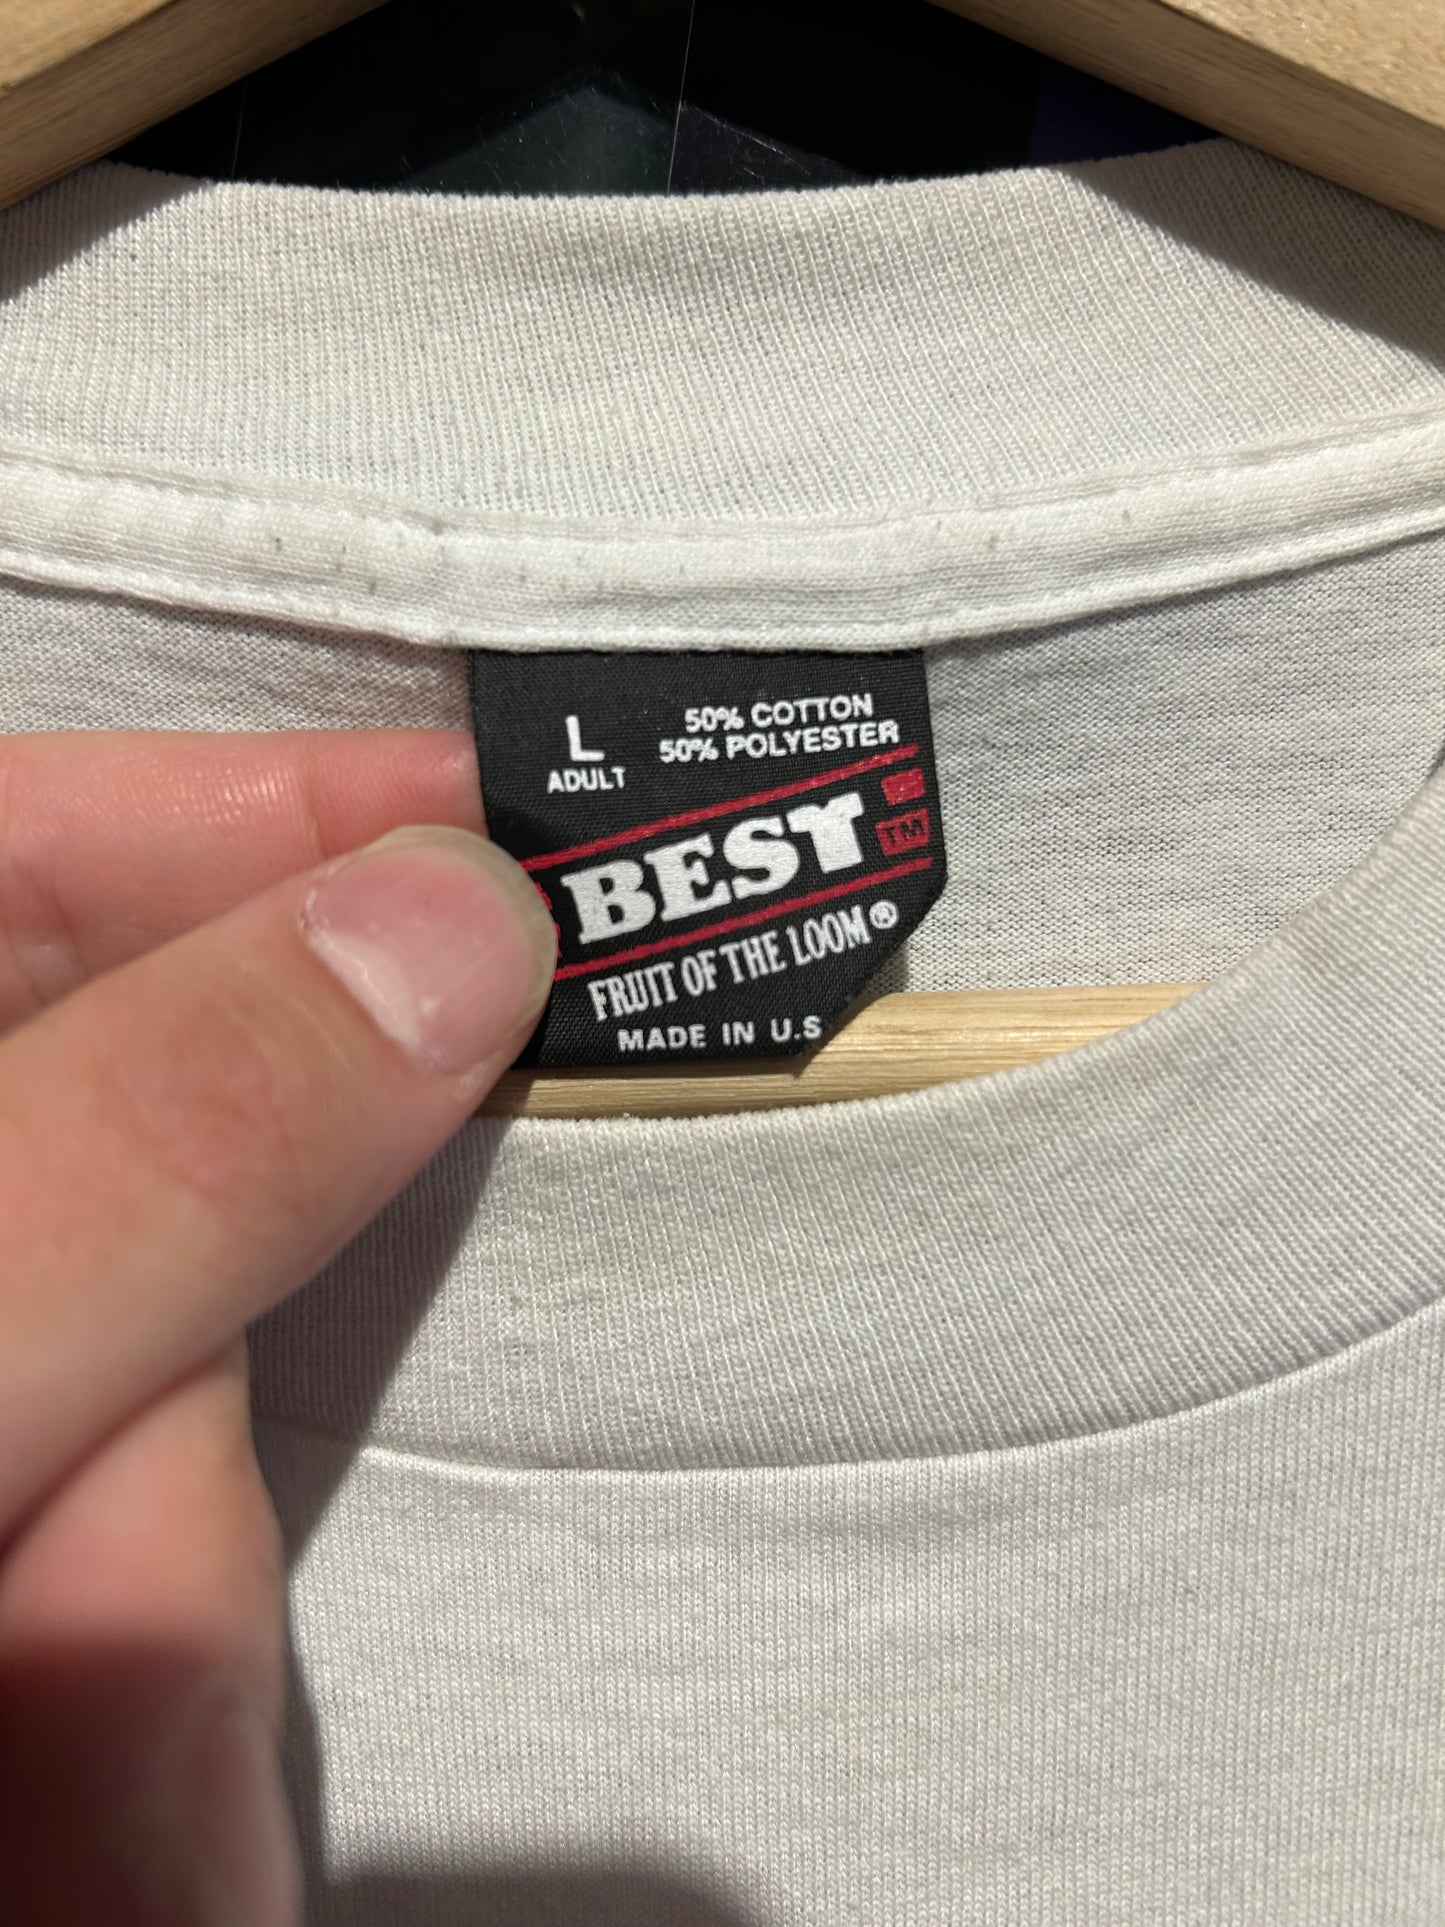 L
ADULT
50% COTTON
50% POLYESTER
BEST
TM
FRUIT OF THE LOOM®
MADE IN U.S